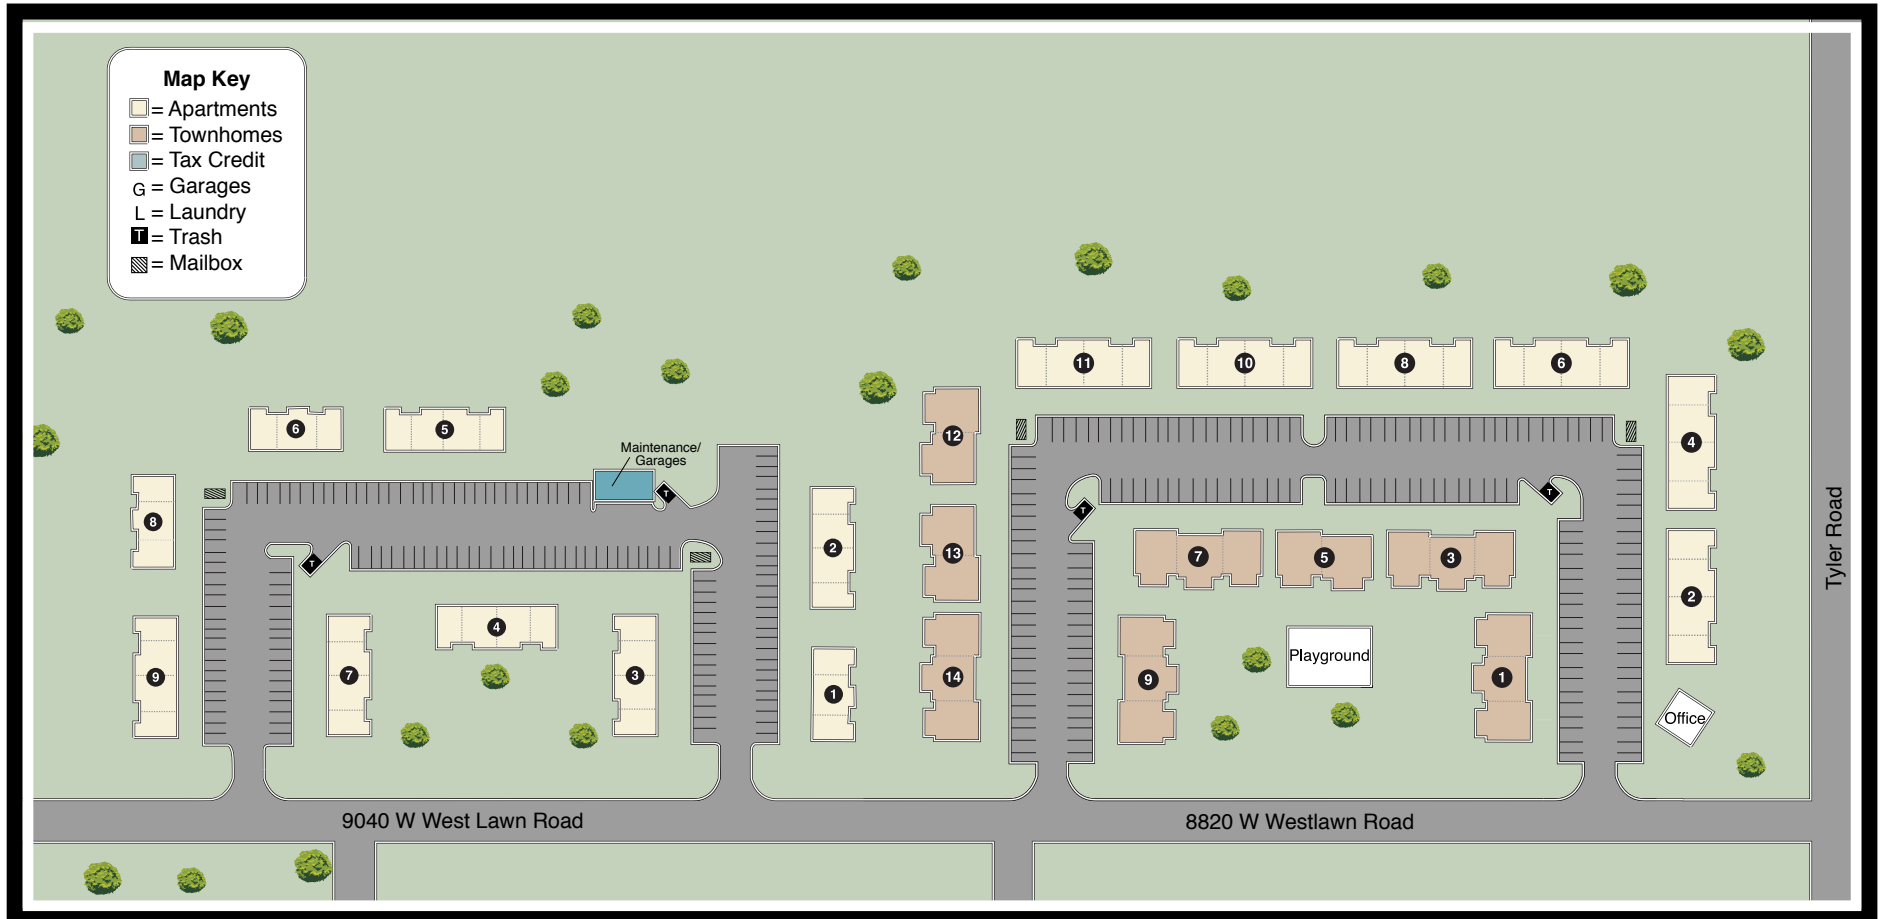 Map Key
= Apartments
= Townhomes
= Tax Credit
G = Garages
L = Laundry
T = Trash
= Mailbox
11
10
8
6
12
4
6
5
Maintenance/
Garages
T
T
T
8
2
13
7
5
3
T
2
4
9
7
3
1
14
9
Playground
1
Office
Tyler Road
9040 W West Lawn Road
8820 W Westlawn Road